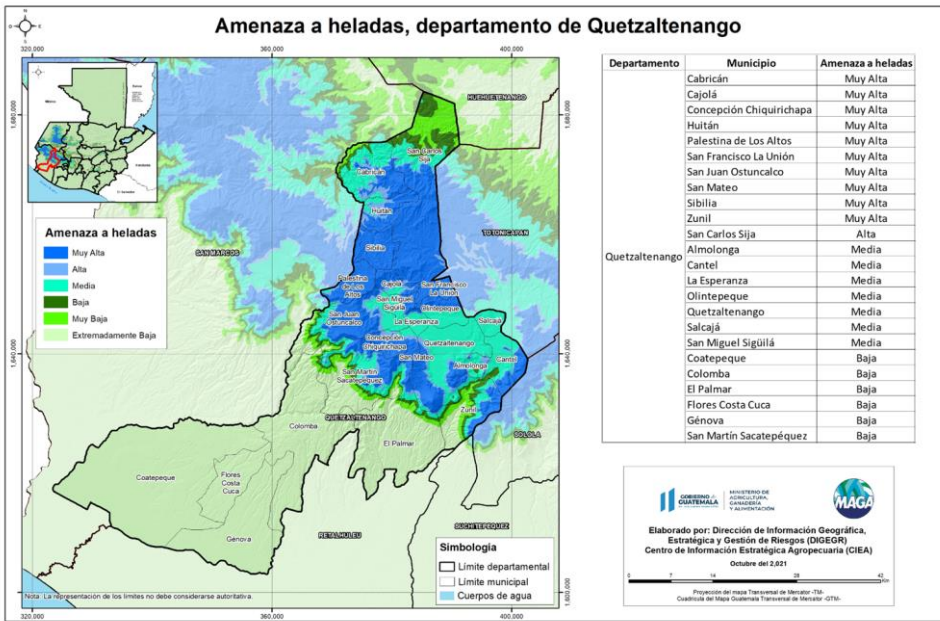 Amenaza a heladas, departamento de Quetzaltenango
320,000
360,000
400,000
1,680,000
1,640,000
1,600,000
HUEHUETENANGO
San Carlos
Sija
Cabricán
Huitán
TOTONICAPAN
Sibilia
SAN MARCOS
Palestina
de Los
Altos
Cajolá
San Francisco
La Unión
San Miguel
Sigüilá
Olintepeque
San Juan
Ostuncalco
La Esperanza
Salcajá
Concepción
Chiquirichapa
Quetzaltenango
San Mateo
Cantel
Almolonga
San Martín
Sacatepéquez
Zunil
QUETZALTENANGO
Colomba
SOLOLA
El Palmar
Coatepeque
Flores
Costa
Cuca
Génova
RETALHULEU
SUCHITEPEQUEZ
Amenaza a heladas
Muy Alta
Alta
Media
Baja
Muy Baja
Extremadamente Baja
Simbología
Límite departamental
Límite municipal
Cuerpos de agua
Nota: La representación de los límites no debe considerarse autoritativa.
320,000
360,000
400,000
Departamento Municipio Amenaza a heladas
Quetzaltenango
Cabricán Muy Alta
Cajolá Muy Alta
Concepción Chiquirichapa Muy Alta
Huitán Muy Alta
Palestina de Los Altos Muy Alta
San Francisco La Unión Muy Alta
San Juan Ostuncalco Muy Alta
San Mateo Muy Alta
Sibilia Muy Alta
Zunil Muy Alta
San Carlos Sija Alta
Almolonga Media
Cantel Media
La Esperanza Media
Olintepeque Media
Quetzaltenango Media
Salcajá Media
San Miguel Sigüilá Media
Coatepeque Baja
Colomba Baja
El Palmar Baja
Flores Costa Cuca Baja
Génova Baja
San Martín Sacatepéquez Baja
GOBIERNO de
GUATEMALA
MINISTERIO DE
AGRICULTURA,
GANADERÍA
Y ALIMENTACIÓN
MAGA
Elaborado por: Dirección de Información Geográfica,
Estratégica y Gestión de Riesgos (DIGEGR)
Centro de Información Estratégica Agropecuaria (CIEA)
Octubre del 2,021
0 7 14 28 42
Km
Proyección del mapa Transversal de Mercator -TM-
Cuadrícula del Mapa Guatemala Transversal de Mercator -GTM-